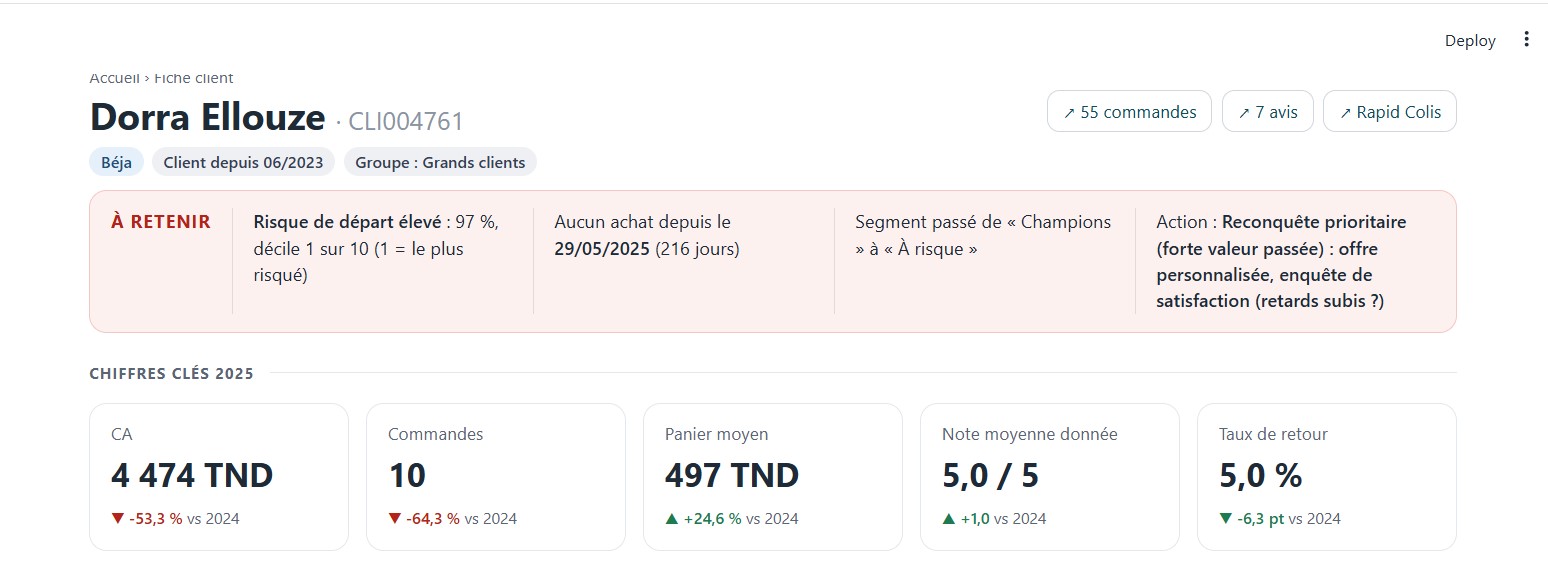 Deploy
Accueil › Fiche client
Dorra Ellouze · CLI004761
↗ 55 commandes
↗ 7 avis
↗ Rapid Colis
Béja
Client depuis 06/2023
Groupe : Grands clients
À RETENIR
Risque de départ élevé : 97 %,
décile 1 sur 10 (1 = le plus
risqué)
Aucun achat depuis le
29/05/2025 (216 jours)
Segment passé de « Champions
» à « À risque »
Action : Reconquête prioritaire
(forte valeur passée) : offre
personnalisée, enquête de
satisfaction (retards subis ?)
CHIFFRES CLÉS 2025
CA
4 474 TND
▼ -53,3 % vs 2024
Commandes
10
▼ -64,3 % vs 2024
Panier moyen
497 TND
▲ +24,6 % vs 2024
Note moyenne donnée
5,0 / 5
▲ +1,0 vs 2024
Taux de retour
5,0 %
▼ -6,3 pt vs 2024